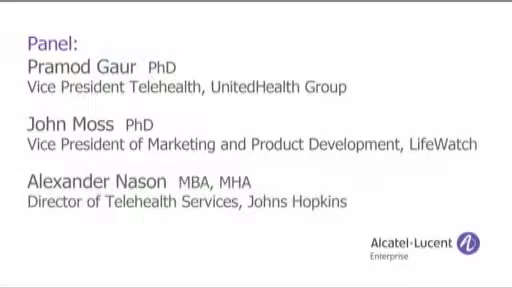 Panel:
Pramod Gaur PhD
Vice President Telehealth, UnitedHealth Group
John Moss PhD
Vice President of Marketing and Product Development, LifeWatch
Alexander Nason MBA, MHA
Director of Telehealth Services, Johns Hopkins
Alcatel·Lucent
Enterprise